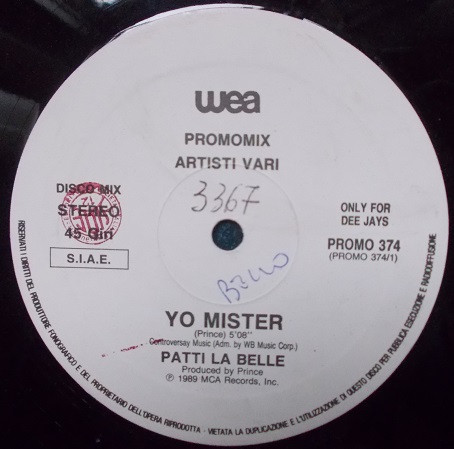 wea
PROMOMIX
ARTISTI VARI
3367
DISCO MIX
STEREO
45 Giri
S.I.A.E.
ONLY FOR
DEE JAYS
PROMO 374
(PROMO 374/1)
BELLO
YO MISTER
(Prince) 5'08''
Controversay Music (Adm. by WB Music Corp.)
PATTI LA BELLE
Produced by Prince
℗ 1989 MCA Records, Inc.
RISERVATI I DIRITTI DEL PRODUTTORE FONOGRAFICO E DEL PROPRIETARIO DELL'OPERA RIPRODOTTA - VIETATA LA DUPLICAZIONE E L'UTILIZZAZIONE DI QUESTO DISCO PER PUBBLICA ESECUZIONE E RADIODIFFUSIONE